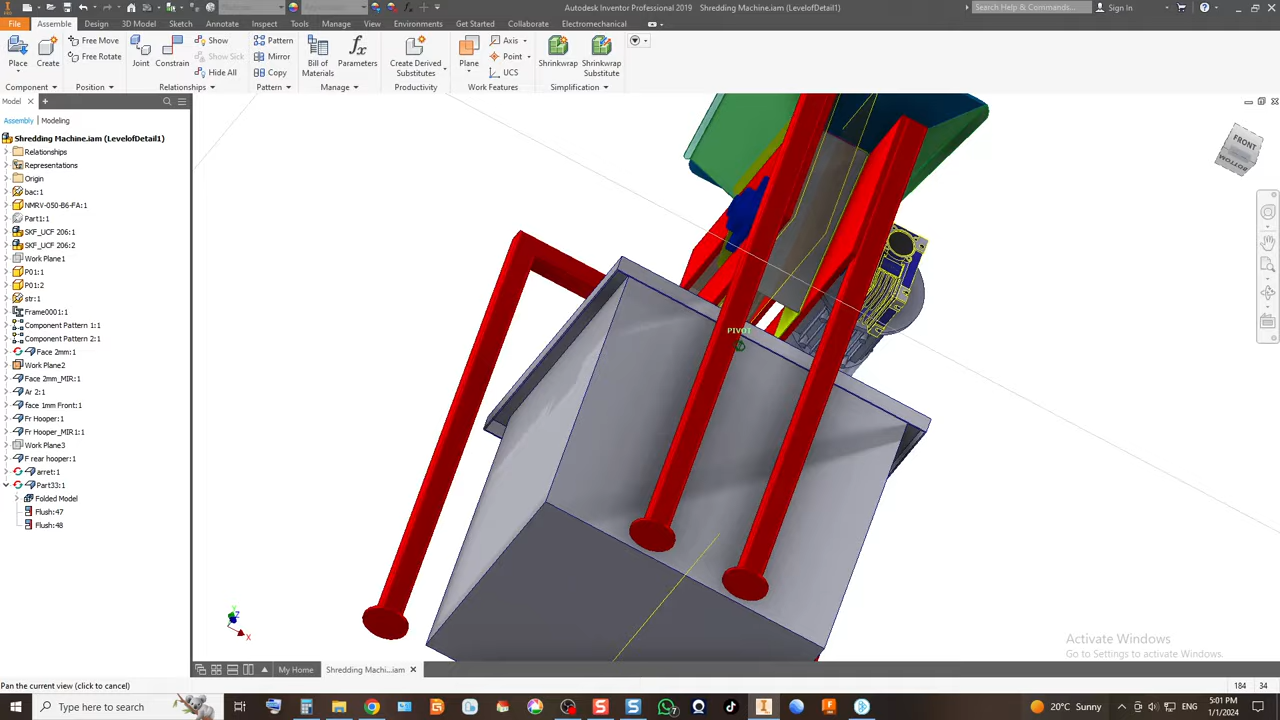 Autodesk Inventor Professional 2019   Shredding Machine.iam (LevelofDetail1)
Search Help & Commands...
Sign In
File
Assemble
Design
3D Model
Sketch
Annotate
Inspect
Tools
Manage
View
Environments
Get Started
Collaborate
Electromechanical
Place
Create
Free Move
Free Rotate
Joint
Constrain
Show
Show Sick
Hide All
Pattern
Mirror
Copy
Bill of
Materials
Parameters
Create Derived
Substitutes
Plane
Axis
Point
UCS
Shrinkwrap
Shrinkwrap
Substitute
Component
Position
Relationships
Pattern
Manage
Productivity
Work Features
Simplification
Model
Assembly
Modeling
Shredding Machine.iam (LevelofDetail1)
Relationships
Representations
Origin
bac:1
NMRV-050-B6-FA:1
Part1:1
SKF_UCF 206:1
SKF_UCF 206:2
Work Plane1
P01:1
P01:2
str:1
Frame0001:1
Component Pattern 1:1
Component Pattern 2:1
Face 2mm:1
Work Plane2
Face 2mm_MIR:1
Ar 2:1
face 1mm Front:1
Fr Hooper:1
Fr Hooper_MIR1:1
Work Plane3
F rear hooper:1
arret:1
Part33:1
Folded Model
Flush:47
Flush:48
FRONT
BOTTOM
PIVOT
Y
Z
X
Activate Windows
Go to Settings to activate Windows.
My Home
Shredding Machi...iam
Pan the current view (click to cancel)
184
34
Type here to search
20°C Sunny
5:01 PM
1/1/2024